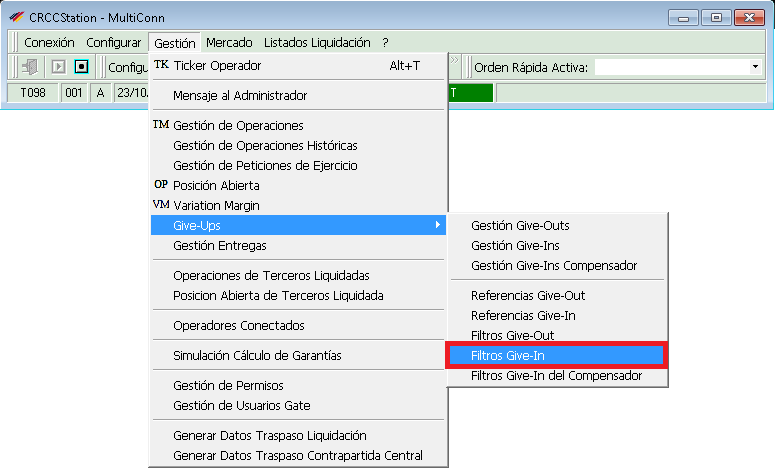 CRCCStation - MultiConn
Conexión Configurar Gestión Mercado Listados Liquidación ?
Configu Orden Rápida Activa:
T098 001 A 23/10. T
TK Ticker Operador Alt+T
Mensaje al Administrador
TM Gestión de Operaciones
Gestión de Operaciones Históricas
Gestión de Peticiones de Ejercicio
OP Posición Abierta
VM Variation Margin
Give-Ups
Gestión Entregas
Operaciones de Terceros Liquidadas
Posicion Abierta de Terceros Liquidada
Operadores Conectados
Simulación Cálculo de Garantías
Gestión de Permisos
Gestión de Usuarios Gate
Generar Datos Traspaso Liquidación
Generar Datos Traspaso Contrapartida Central
Gestión Give-Outs
Gestión Give-Ins
Gestión Give-Ins Compensador
Referencias Give-Out
Referencias Give-In
Filtros Give-Out
Filtros Give-In
Filtros Give-In del Compensador